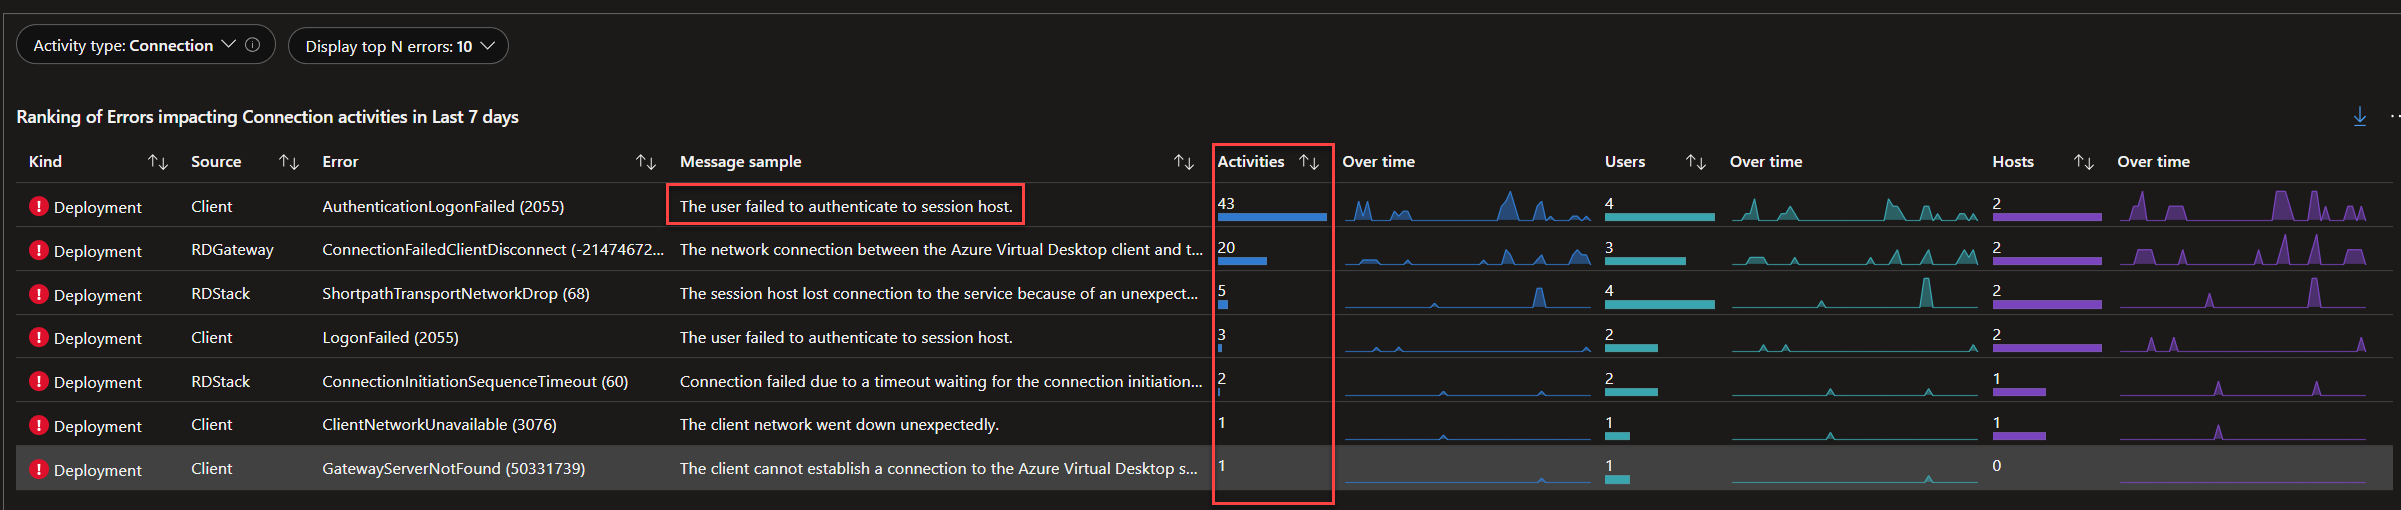 Activity type: Connection
Display top N errors: 10
Ranking of Errors impacting Connection activities in Last 7 days
Kind Source Error Message sample Activities Over time Users Over time Hosts Over time
Deployment Client AuthenticationLogonFailed (2055) The user failed to authenticate to session host. 43 4 2
Deployment RDGateway ConnectionFailedClientDisconnect (-21474672... The network connection between the Azure Virtual Desktop client and t... 20 3 2
Deployment RDStack ShortpathTransportNetworkDrop (68) The session host lost connection to the service because of an unexpect... 5 4 2
Deployment Client LogonFailed (2055) The user failed to authenticate to session host. 3 2 2
Deployment RDStack ConnectionInitiationSequenceTimeout (60) Connection failed due to a timeout waiting for the connection initiation... 2 2 1
Deployment Client ClientNetworkUnavailable (3076) The client network went down unexpectedly. 1 1 1
Deployment Client GatewayServerNotFound (50331739) The client cannot establish a connection to the Azure Virtual Desktop s... 1 1 0